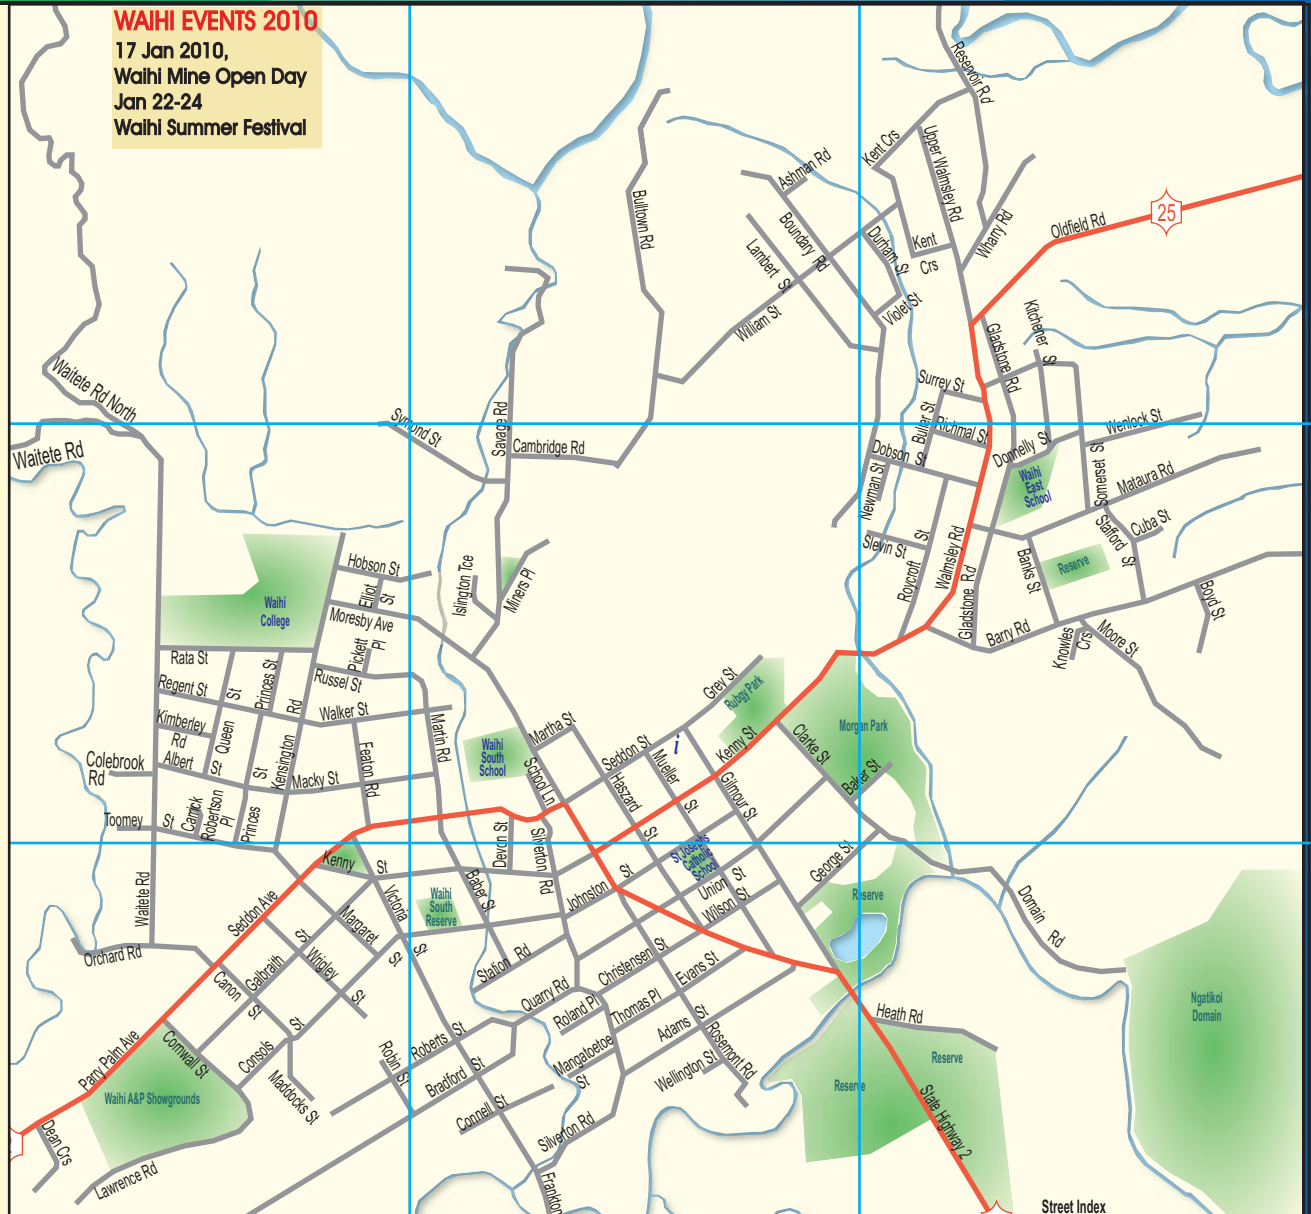 WAIHI EVENTS 2010
17 Jan 2010,
Waihi Mine Open Day
Jan 22-24
Waihi Summer Festival
Reservoir Rd
Kent Crs
Upper Walmsley Rd
Ashman Rd
Bulltown Rd
Boundary Rd
Lambert St
Durham St
Kent
Crs
Wharry Rd
Oldfield Rd
25
William St
Violet St
Kitchener St
Gladstone Rd
Waitete Rd North
Surrey St
Symond St
Savage Rd
Buller St
Richmal St
Wenlock St
Waitete Rd
Cambridge Rd
Dobson St
Donnelly St
Waihi
East
School
Somerset St
Mataura Rd
Newman St
Stafford St
Cuba St
Slevin St
Walmsley Rd
Banks St
Reserve
Hobson St
Elliot St
Islington Tce
Miners Pl
Roycroft St
Gladstone Rd
Boyd St
Waihi
College
Moresby Ave
Barry Rd
Knowles Crs
Moore St
Rata St
Pickett Pl
Princes St
Russel St
Regent St
Grey St
Rubgy Park
Kimberley
Rd
Queen St
Walker St
Martin Rd
Martha St
Morgan Park
Kensington Rd
Waihi
South
School
Seddon St
i
Kenny St
Clarke St
Albert St
Colebrook
Rd
Featon Rd
Macky St
School Ln
Mueller St
Haszard St
Gilmour St
Baker St
Toomey St
Carrick
Robertson Pl
Princes St
Devon St
Silverton Rd
St Joseph's
Catholic
School
George St
Kenny St
Waitete Rd
Victoria St
Waihi
South
Reserve
Baber St
Johnston St
Union St
Wilson St
Reserve
Seddon Ave
Margaret St
Domain Rd
Orchard Rd
Galbraith St
Wrigley St
Station Rd
Christensen St
Evans St
Canon St
Quarry Rd
Roland Pl
Thomas Pl
Ngatikoi
Domain
Heath Rd
Parry Palm Ave
Cornwall St
Consols St
Roberts St
Robin St
Adams St
Rosemont Rd
Mangatoetoe St
Reserve
Bradford St
Wellington St
Reserve
Waihi A&P Showgrounds
Maddocks St
State Highway 2
Connell St
Dean Crs
Silverton Rd
Lawrence Rd
Frankton
Street Index